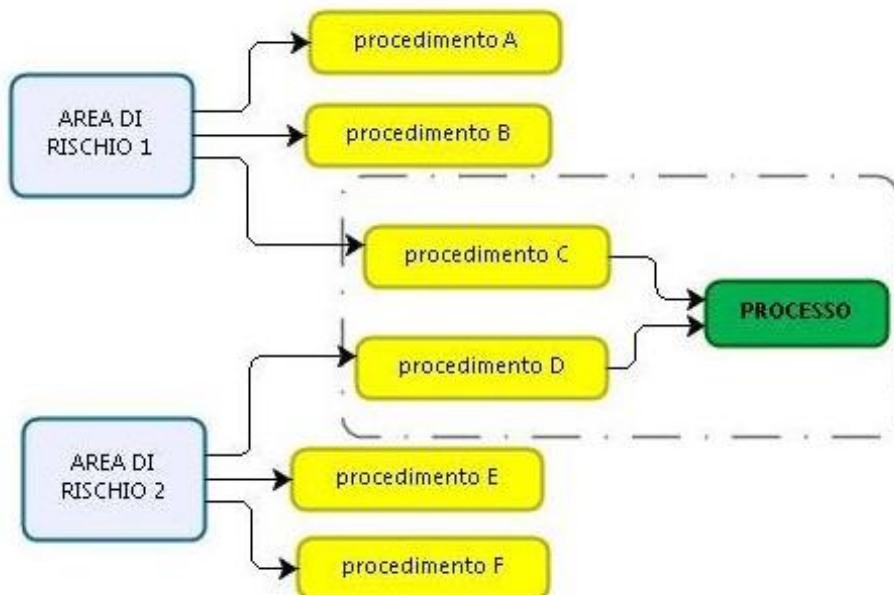 procedimento A
AREA DI
RISCHIO 1
procedimento B
procedimento C
PROCESSO
procedimento D
AREA DI
RISCHIO 2
procedimento E
procedimento F